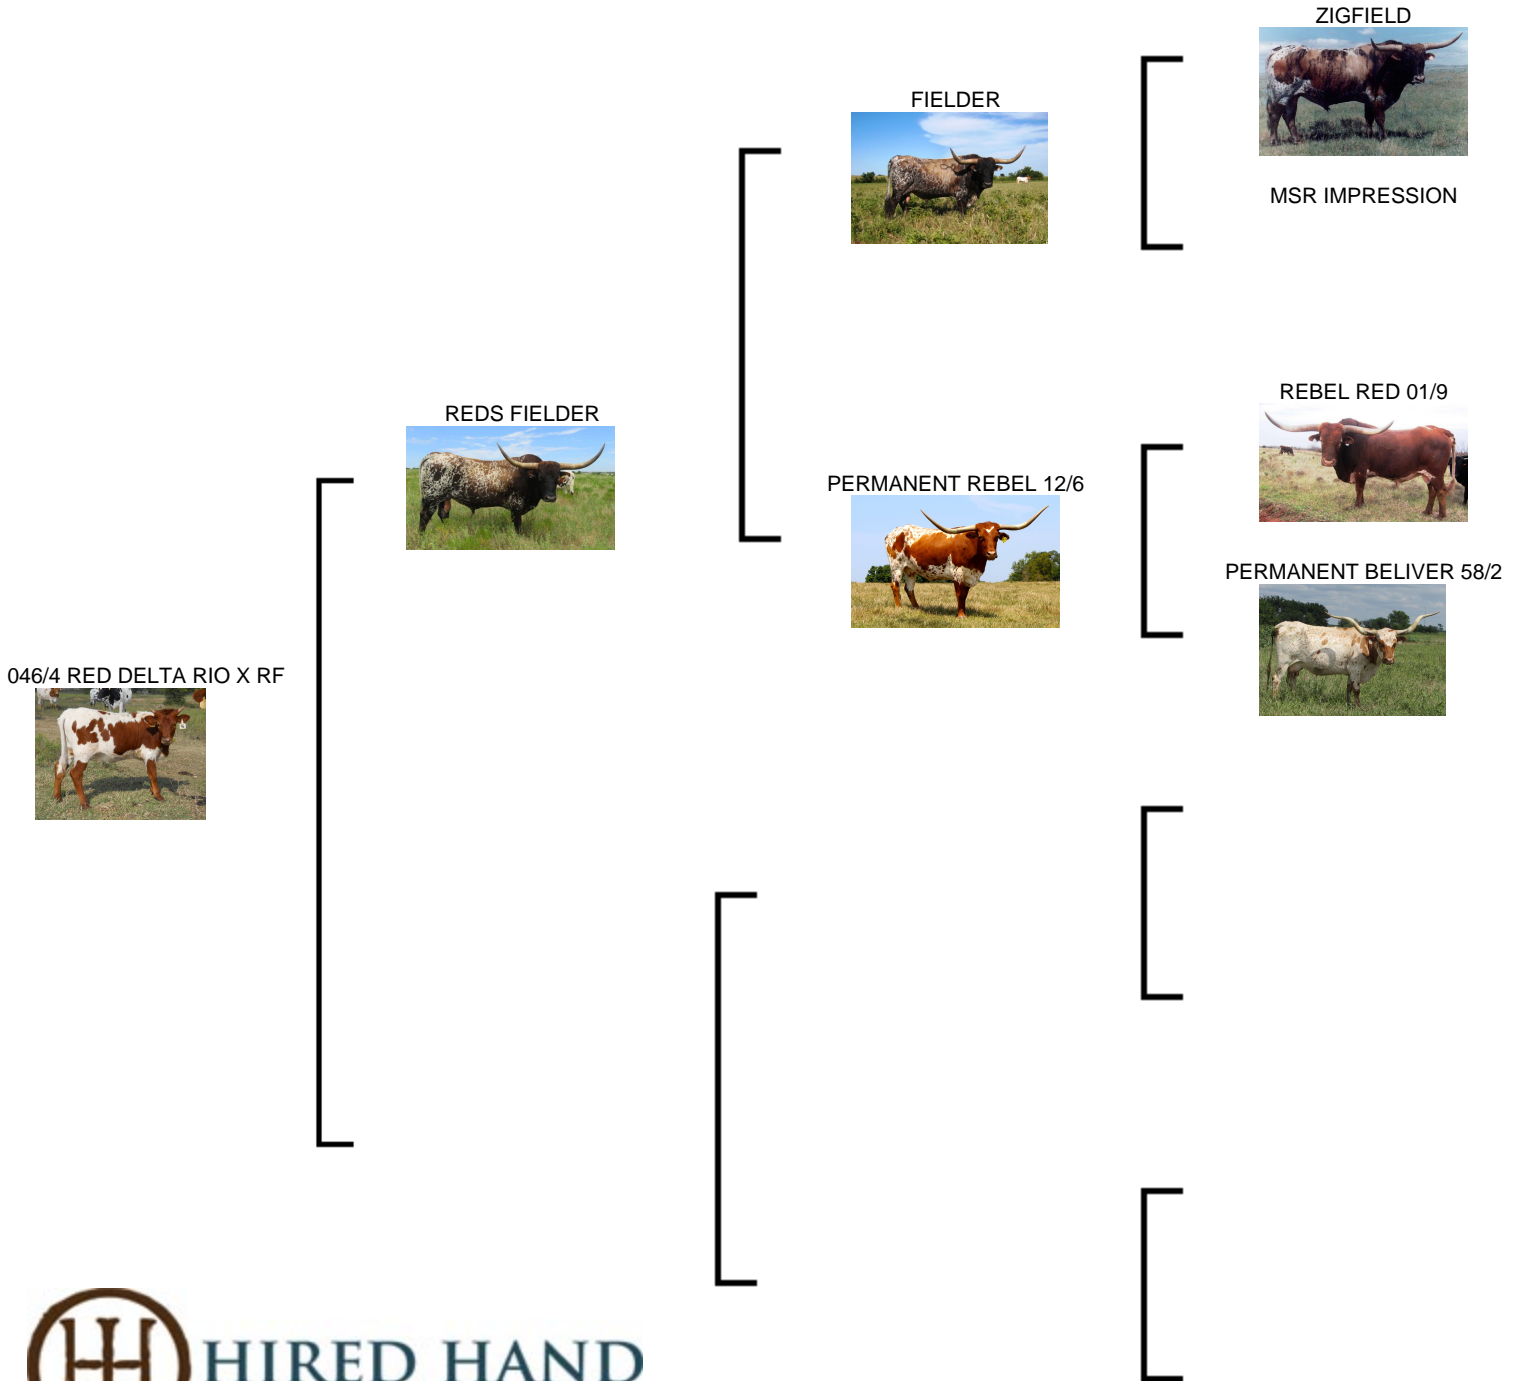 ZIGFIELD
FIELDER
MSR IMPRESSION
REBEL RED 01/9
REDS FIELDER
PERMANENT REBEL 12/6
PERMANENT BELIVER 58/2
046/4 RED DELTA RIO X RF
HIRED HAND